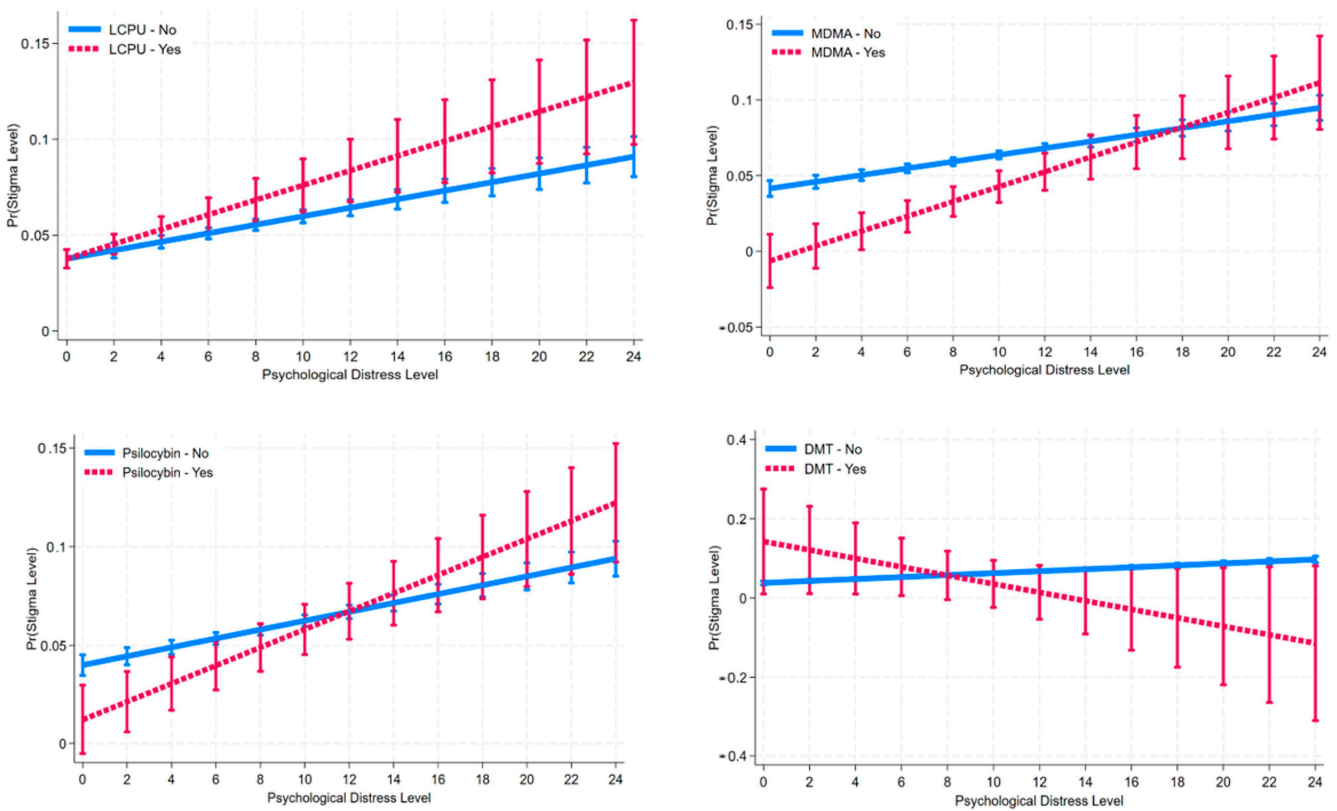 LCPU - No
LCPU - Yes
0.15
0.1
0.05
0
Pr(Stigma Level)
0 2 4 6 8 10 12 14 16 18 20 22 24
Psychological Distress Level
MDMA - No
MDMA - Yes
0.15
0.1
0.05
0
-0.05
Pr(Stigma Level)
0 2 4 6 8 10 12 14 16 18 20 22 24
Psychological Distress Level
Psilocybin - No
Psilocybin - Yes
0.15
0.1
0.05
0
Pr(Stigma Level)
0 2 4 6 8 10 12 14 16 18 20 22 24
Psychological Distress Level
DMT - No
DMT - Yes
0.4
0.2
0
-0.2
-0.4
Pr(Stigma Level)
0 2 4 6 8 10 12 14 16 18 20 22 24
Psychological Distress Level